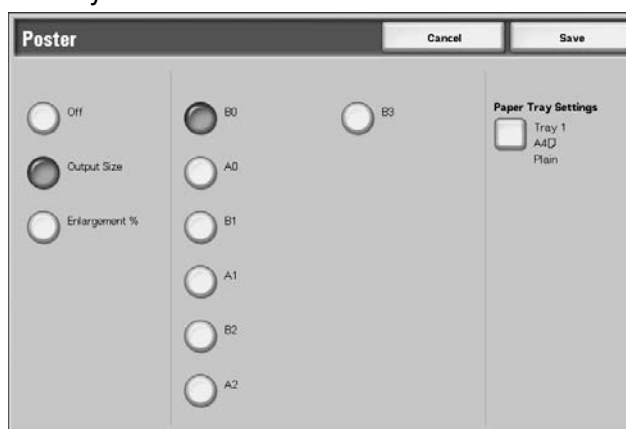 Poster
Cancel
Save
Off
Output Size
Enlargement %
B0
A0
B1
A1
B2
A2
B3
Paper Tray Settings
Tray 1
A4
Plain